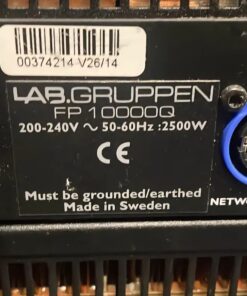 00374214 V26/14
LAB.GRUPPEN
FP 10000Q
200-240V ~ 50-60Hz :2500W
CE
Must be grounded/earthed
Made in Sweden
NETWO